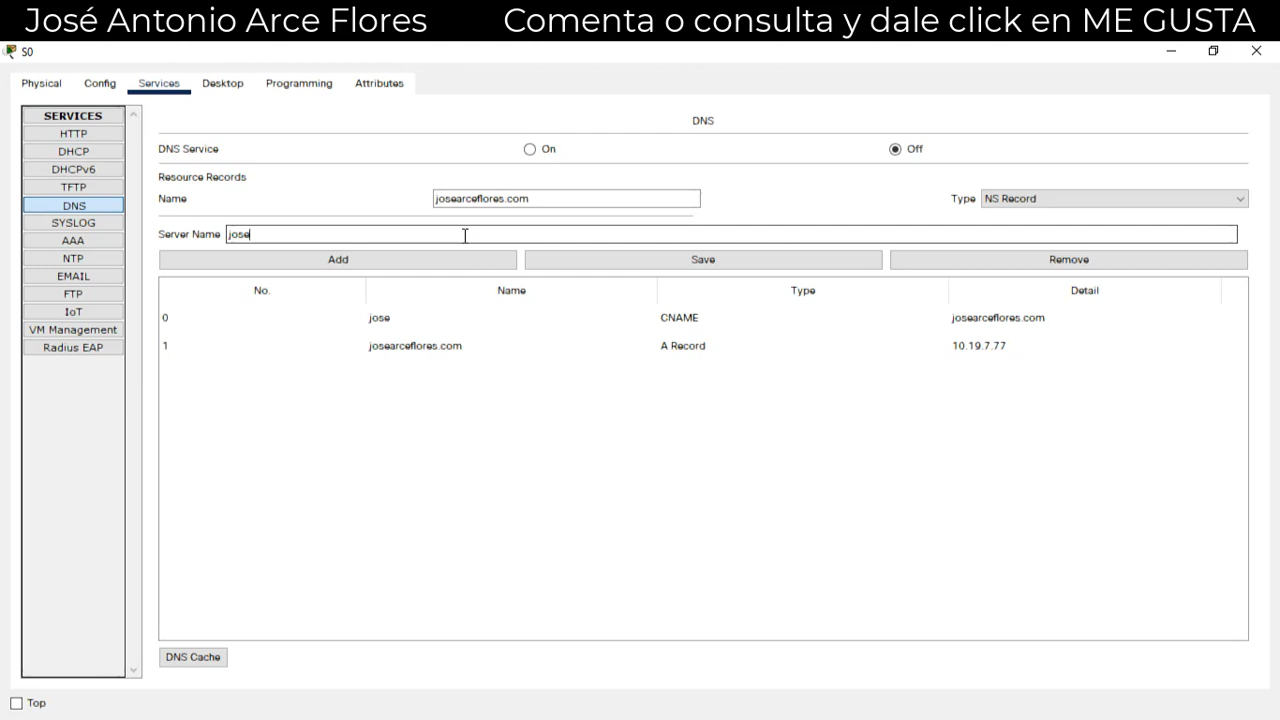 José Antonio Arce Flores Comenta o consulta y dale click en ME GUSTA
S0
Physical Config Services Desktop Programming Attributes
SERVICES
HTTP
DHCP
DHCPv6
TFTP
DNS
SYSLOG
AAA
NTP
EMAIL
FTP
IoT
VM Management
Radius EAP
DNS
DNS Service On Off
Resource Records
Name josearceflores.com Type NS Record
Server Name jose
Add Save Remove
No. Name Type Detail
0 jose CNAME josearceflores.com
1 josearceflores.com A Record 10.19.7.77
DNS Cache
Top